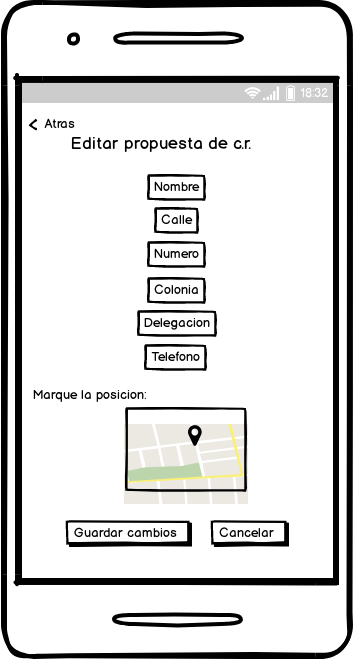 18:32
Atras
Editar propuesta de c.r.
Nombre
Calle
Numero
Colonia
Delegacion
Telefono
Marque la posicion:
Guardar cambios
Cancelar